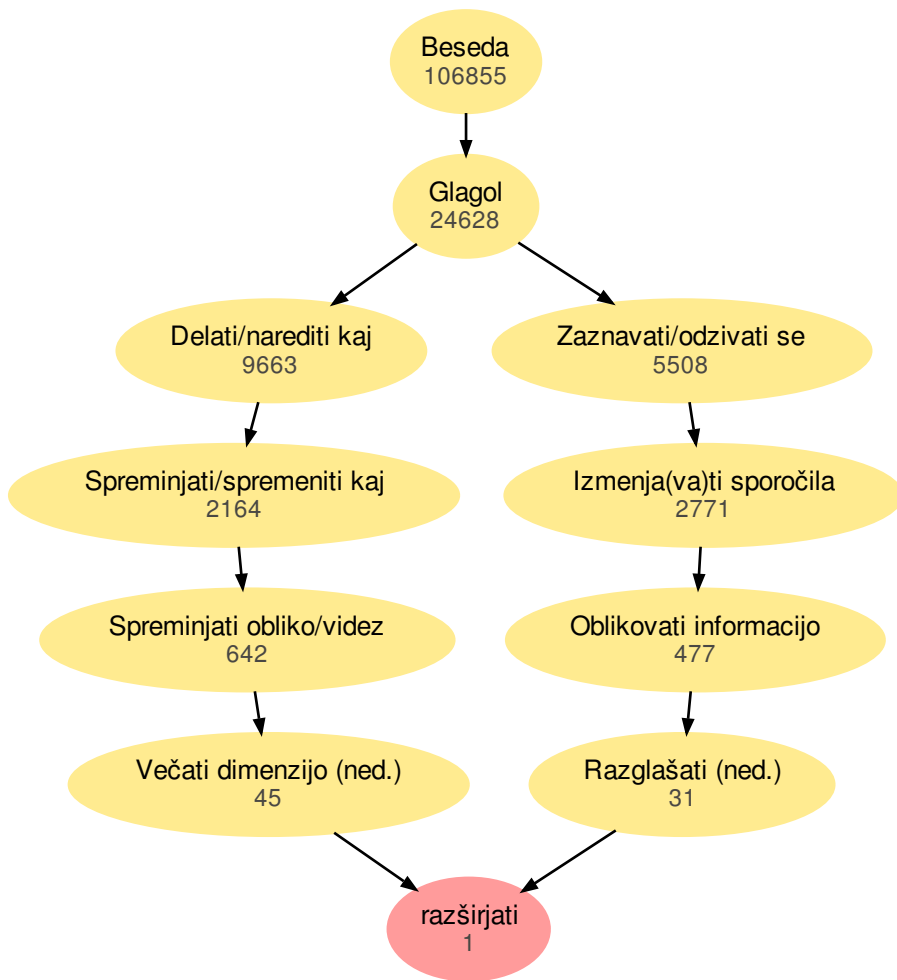 Beseda
106855
Glagol
24628
Delati/narediti kaj
9663
Zaznavati/odzivati se
5508
Spreminjati/spremeniti kaj
2164
Izmenja(va)ti sporočila
2771
Spreminjati obliko/videz
642
Oblikovati informacijo
477
Večati dimenzijo (ned.)
45
Razglašati (ned.)
31
razširjati
1